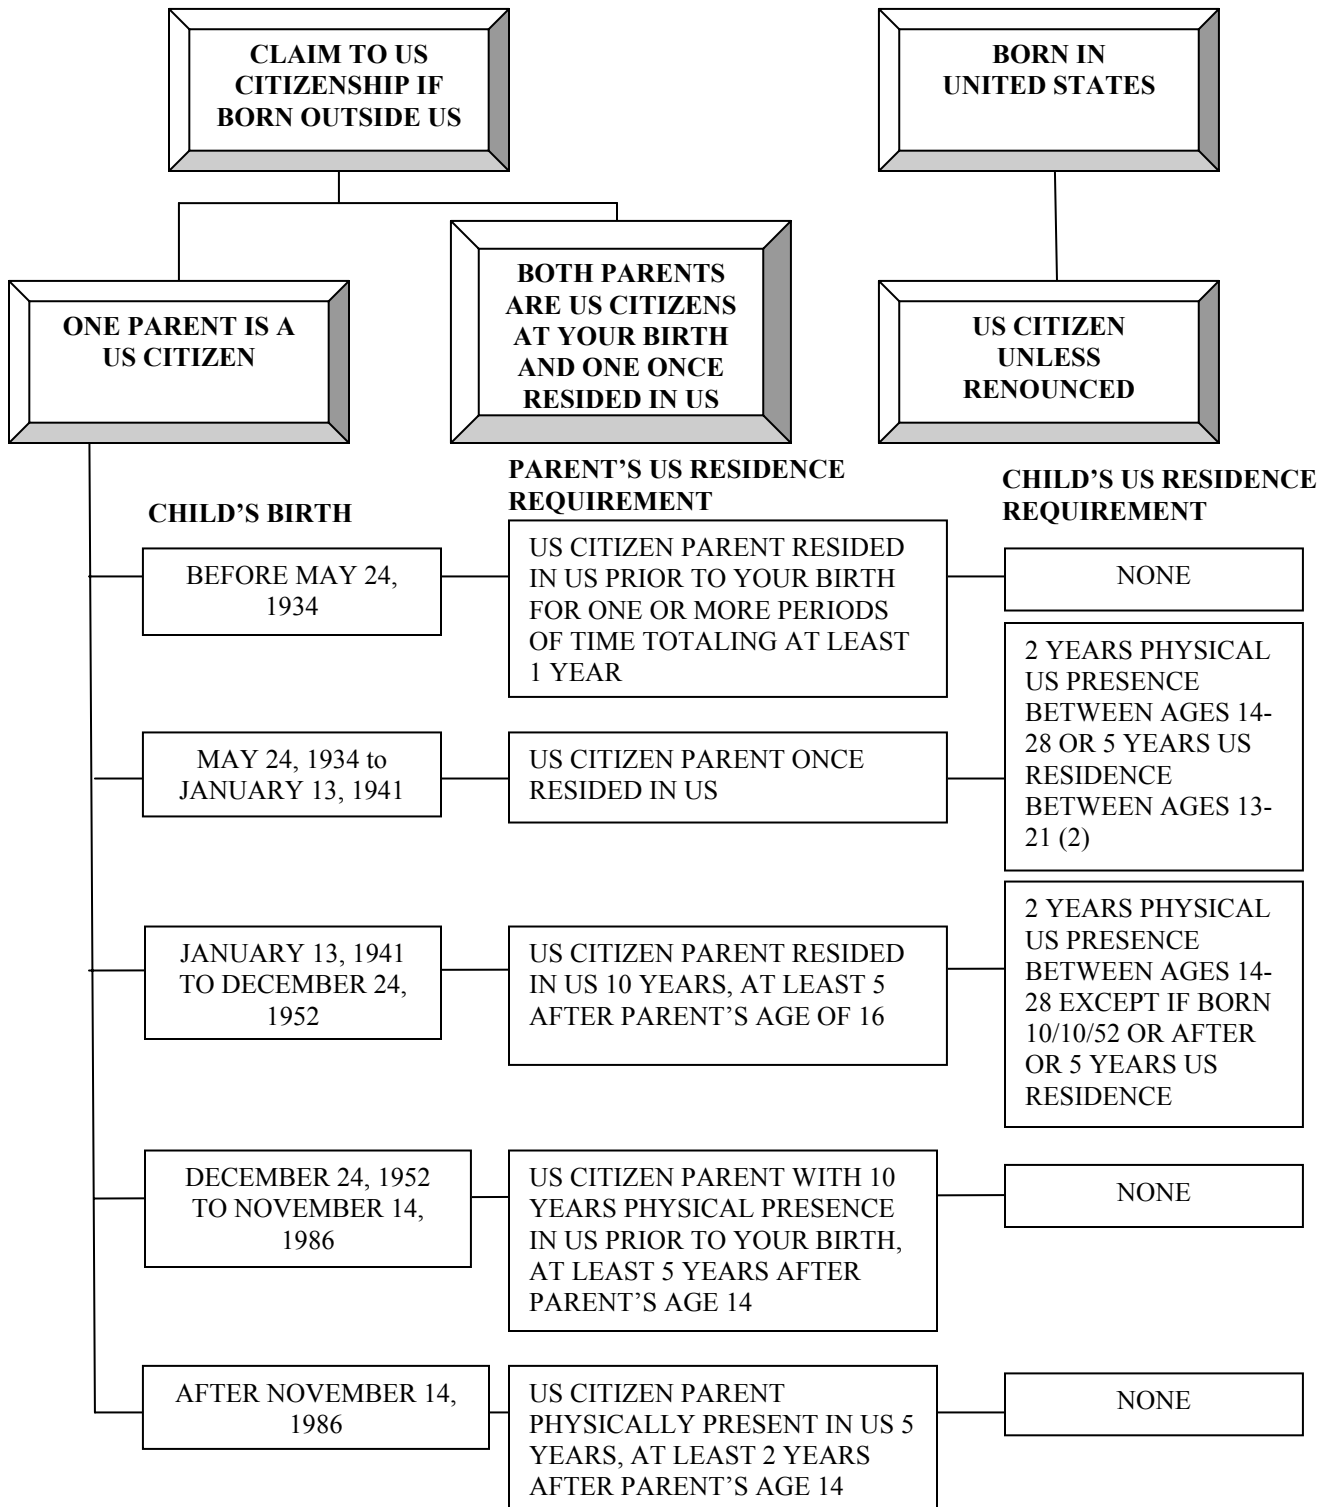 CLAIM TO US
CITIZENSHIP IF
BORN OUTSIDE US
BORN IN
UNITED STATES
ONE PARENT IS A
US CITIZEN
BOTH PARENTS
ARE US CITIZENS
AT YOUR BIRTH
AND ONE ONCE
RESIDED IN US
US CITIZEN
UNLESS
RENOUNCED
CHILD’S BIRTH
PARENT’S US RESIDENCE
REQUIREMENT
CHILD’S US RESIDENCE
REQUIREMENT
BEFORE MAY 24,
1934
US CITIZEN PARENT RESIDED
IN US PRIOR TO YOUR BIRTH
FOR ONE OR MORE PERIODS
OF TIME TOTALING AT LEAST
1 YEAR
NONE
MAY 24, 1934 to
JANUARY 13, 1941
US CITIZEN PARENT ONCE
RESIDED IN US
2 YEARS PHYSICAL
US PRESENCE
BETWEEN AGES 14-
28 OR 5 YEARS US
RESIDENCE
BETWEEN AGES 13-
21 (2)
JANUARY 13, 1941
TO DECEMBER 24,
1952
US CITIZEN PARENT RESIDED
IN US 10 YEARS, AT LEAST 5
AFTER PARENT’S AGE OF 16
2 YEARS PHYSICAL
US PRESENCE
BETWEEN AGES 14-
28 EXCEPT IF BORN
10/10/52 OR AFTER
OR 5 YEARS US
RESIDENCE
DECEMBER 24, 1952
TO NOVEMBER 14,
1986
US CITIZEN PARENT WITH 10
YEARS PHYSICAL PRESENCE
IN US PRIOR TO YOUR BIRTH,
AT LEAST 5 YEARS AFTER
PARENT’S AGE 14
NONE
AFTER NOVEMBER 14,
1986
US CITIZEN PARENT
PHYSICALLY PRESENT IN US 5
YEARS, AT LEAST 2 YEARS
AFTER PARENT’S AGE 14
NONE